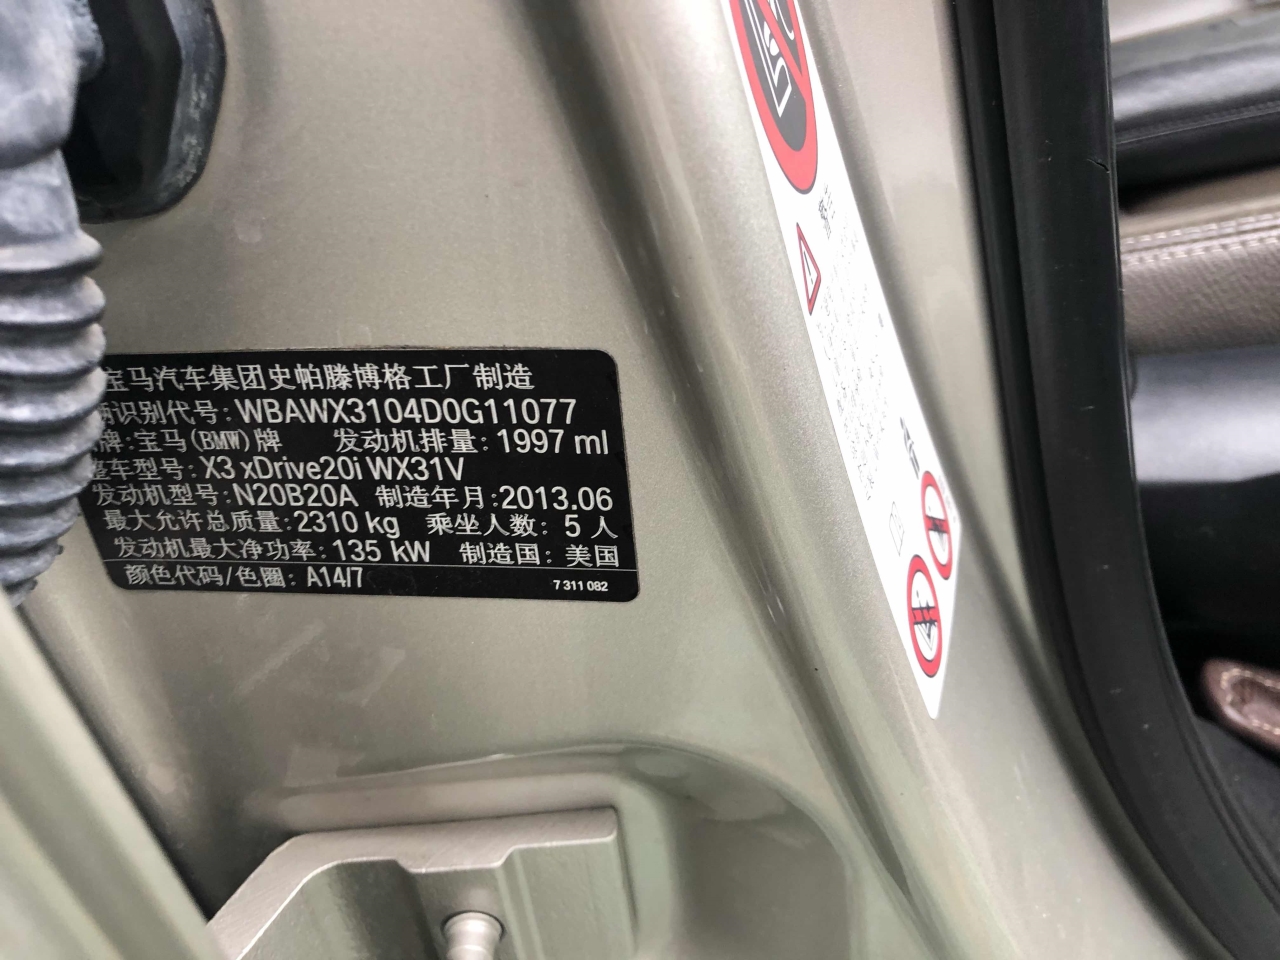 宝马汽车集团史帕滕博格工厂制造
辆识别代号: WBAWX3104D0G11077
牌: 宝马(BMW)牌 发动机排量: 1997 ml
整车型号: X3 xDrive20i WX31V
发动机型号: N20B20A 制造年月: 2013.06
最大允许总质量: 2310 kg 乘坐人数: 5 人
发动机最大净功率: 135 kW 制造国: 美国
颜色代码/色圈: A14/7 7 311 082